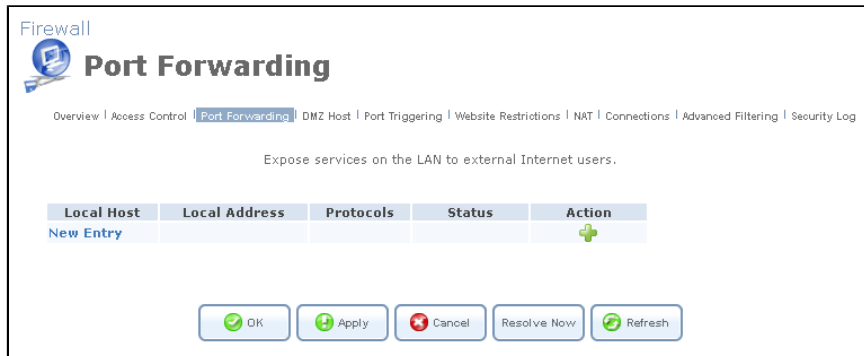 Firewall
Port Forwarding
Overview | Access Control | Port Forwarding | DMZ Host | Port Triggering | Website Restrictions | NAT | Connections | Advanced Filtering | Security Log
Expose services on the LAN to external Internet users.
Local Host Local Address Protocols Status Action
New Entry
OK Apply Cancel Resolve Now Refresh